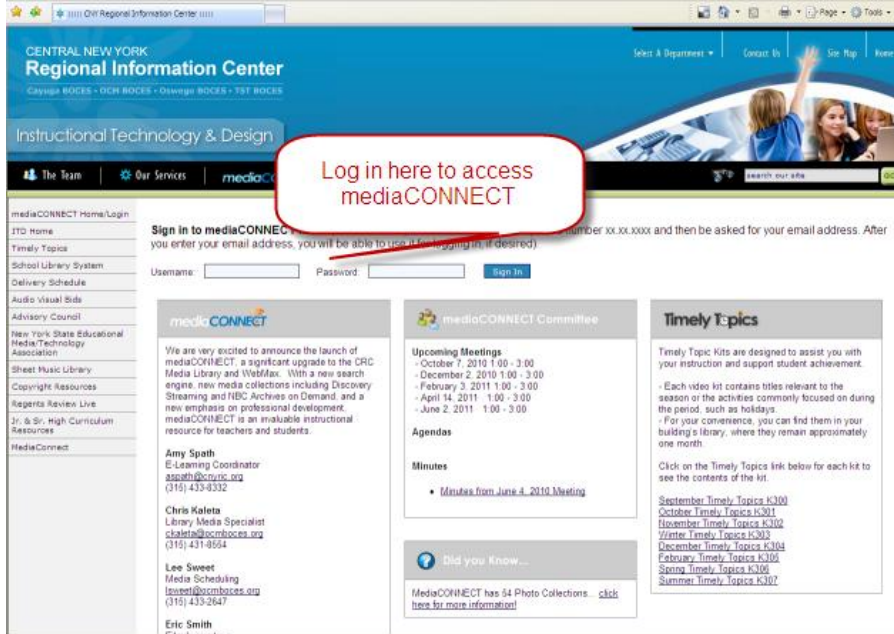 CNY Regional Information Center
Page
Tools
CENTRAL NEW YORK
Regional Information Center
Cayuga BOCES • OCM BOCES • Oswego BOCES • TST BOCES
Select A Department
Contact Us
Site Map
Home
Instructional Technology & Design
The Team
Our Services
search our site
GO
Log in here to access
mediaCONNECT
mediaCONNECT Home/Login
ITD Home
Timely Topics
School Library System
Delivery Schedule
Audio Visual Bids
Advisory Council
New York State Educational
Media/Technology
Association
Sheet Music Library
Copyright Resources
Regents Review Live
Jr. & Sr. High Curriculum
Resources
MediaConnect
Sign in to mediaCONNECT
number xx.xx.xxxx and then be asked for your email address. After
you enter your email address, you will be able to use it for logging in, if desired)
Username:
Password:
Sign In
mediaCONNECT
We are very excited to announce the launch of
mediaCONNECT, a significant upgrade to the CRC
Media Library and WebMax. With a new search
engine, new media collections including Discovery
Streaming and NBC Archives on Demand, and a
new emphasis on professional development,
mediaCONNECT is an invaluable instructional
resource for teachers and students.
Amy Spath
E-Learning Coordinator
aspath@cnyric.org
(315) 433-8332
Chris Kaleta
Library Media Specialist
ckaleta@ocmboces.org
(315) 431-8554
Lee Sweet
Media Scheduling
lsweet@ocmboces.org
(315) 433-2647
Eric Smith
mediaCONNECT Committee
Upcoming Meetings
- October 7, 2010 1:00 - 3:00
- December 2, 2010 1:00 - 3:00
- February 3, 2011 1:00 - 3:00
- April 14, 2011 1:00 - 3:00
- June 2, 2011 1:00 - 3:00
Agendas
Minutes
• Minutes from June 4, 2010 Meeting
Did you Know...
MediaCONNECT has 54 Photo Collections... click
here for more information!
Timely Topics
Timely Topic Kits are designed to assist you with
your instruction and support student achievement.
- Each video kit contains titles relevant to the
season or the activities commonly focused on during
the period, such as holidays.
- For your convenience, you can find them in your
building's library, where they remain approximately
one month.
Click on the Timely Topics link below for each kit to
see the contents of the kit.
September Timely Topics K300
October Timely Topics K301
November Timely Topics K302
Winter Timely Topics K303
December Timely Topics K304
February Timely Topics K305
Spring Timely Topics K306
Summer Timely Topics K307